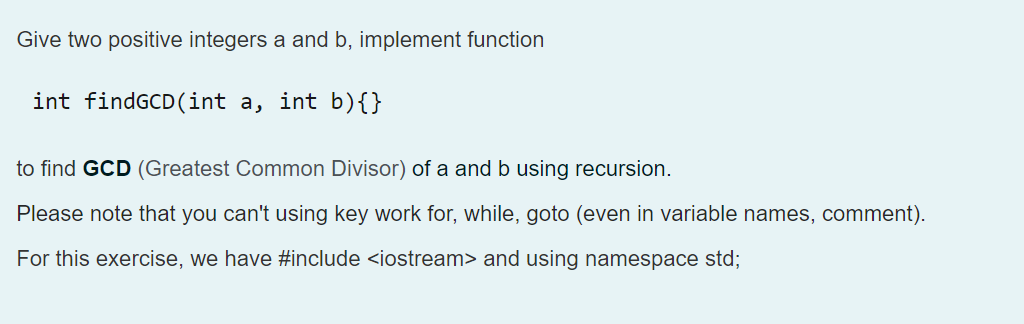 Give two positive integers a and b, implement function
int findGCD(int a, int b){}
to find GCD (Greatest Common Divisor) of a and b using recursion.
Please note that you can't using key work for, while, goto (even in variable names, comment).
For this exercise, we have #include <iostream> and using namespace std;